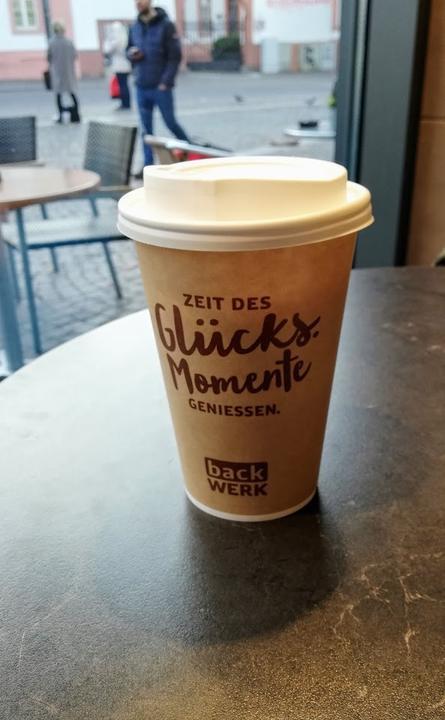 ZEIT DES
Glücks.
Momente
GENIESSEN.
back
WERK